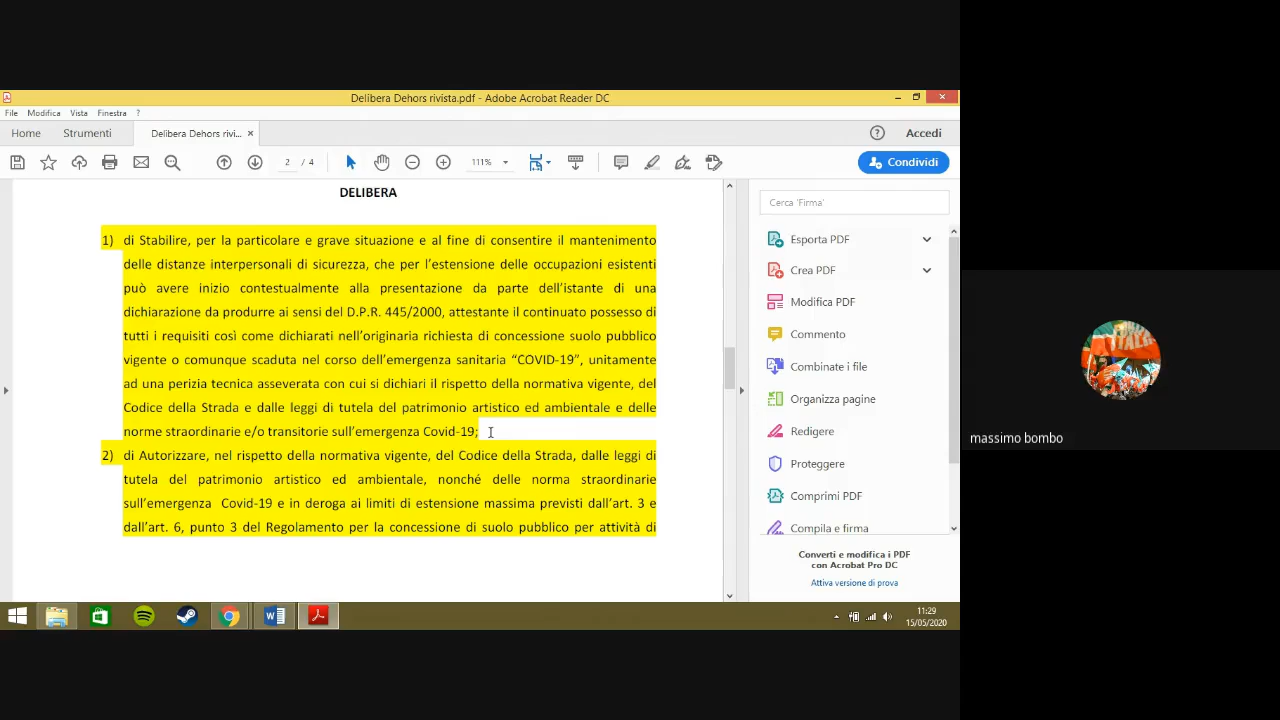 Delibera Dehors rivista.pdf - Adobe Acrobat Reader DC
File Modifica Vista Finestra ?
Home Strumenti Delibera Dehors rivi... × Accedi
2 / 4 111% Condividi
DELIBERA
1) di Stabilire, per la particolare e grave situazione e al fine di consentire il mantenimento
delle distanze interpersonali di sicurezza, che per l’estensione delle occupazioni esistenti
può avere inizio contestualmente alla presentazione da parte dell’istante di una
dichiarazione da produrre ai sensi del D.P.R. 445/2000, attestante il continuato possesso di
tutti i requisiti così come dichiarati nell’originaria richiesta di concessione suolo pubblico
vigente o comunque scaduta nel corso dell’emergenza sanitaria “COVID-19”, unitamente
ad una perizia tecnica asseverata con cui si dichiari il rispetto della normativa vigente, del
Codice della Strada e dalle leggi di tutela del patrimonio artistico ed ambientale e delle
norme straordinarie e/o transitorie sull’emergenza Covid-19;
2) di Autorizzare, nel rispetto della normativa vigente, del Codice della Strada, dalle leggi di
tutela del patrimonio artistico ed ambientale, nonché delle norma straordinarie
sull’emergenza Covid-19 e in deroga ai limiti di estensione massima previsti dall’art. 3 e
dall’art. 6, punto 3 del Regolamento per la concessione di suolo pubblico per attività di
Cerca 'Firma'
Esporta PDF
Crea PDF
Modifica PDF
Commento
Combinate i file
Organizza pagine
Redigere
Proteggere
Comprimi PDF
Compila e firma
Converti e modifica i PDF
con Acrobat Pro DC
Attiva versione di prova
11:29
15/05/2020
massimo bombo